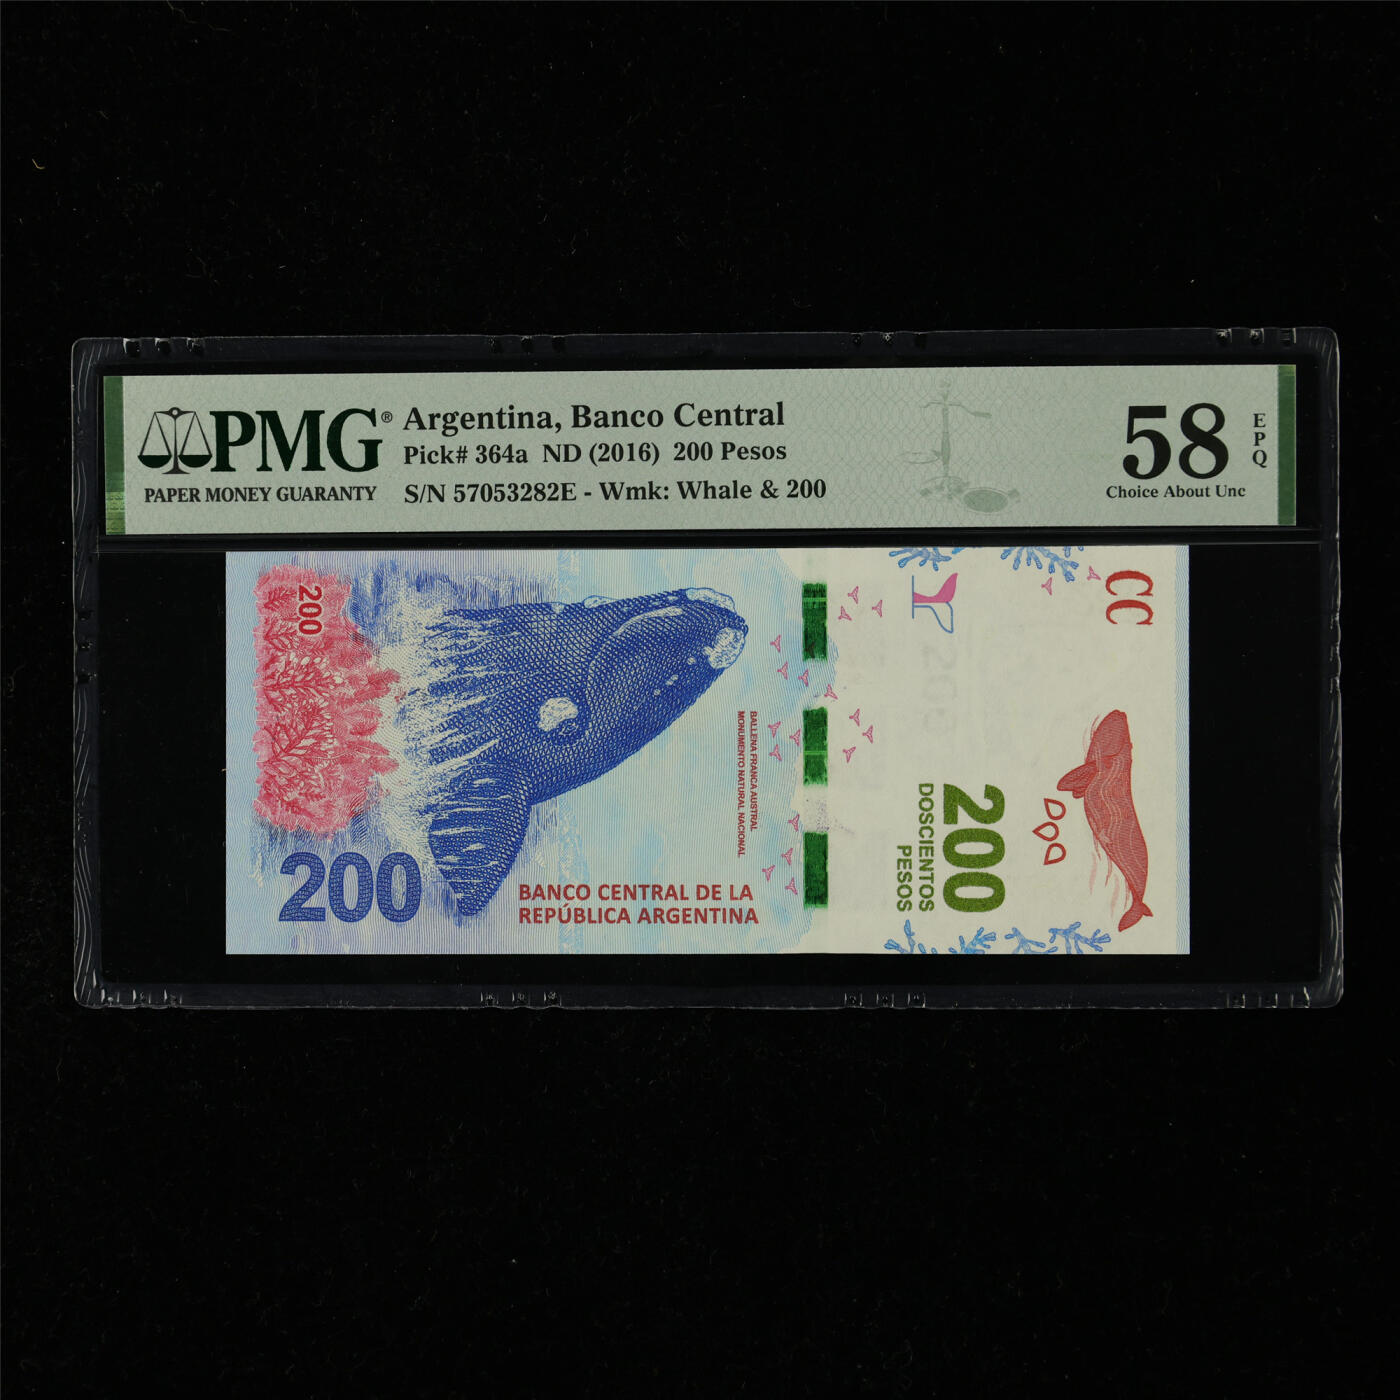 PMG®
PAPER MONEY GUARANTY
Argentina, Banco Central
Pick# 364a ND (2016) 200 Pesos
S/N 57053282E - Wmk: Whale & 200
58
EPQ
Choice About Unc
200
200
BALLENA FRANCA AUSTRAL
MONUMENTO NATURAL NACIONAL
BANCO CENTRAL DE LA
REPÚBLICA ARGENTINA
200
CC
200
DOSCIENTOS
PESOS